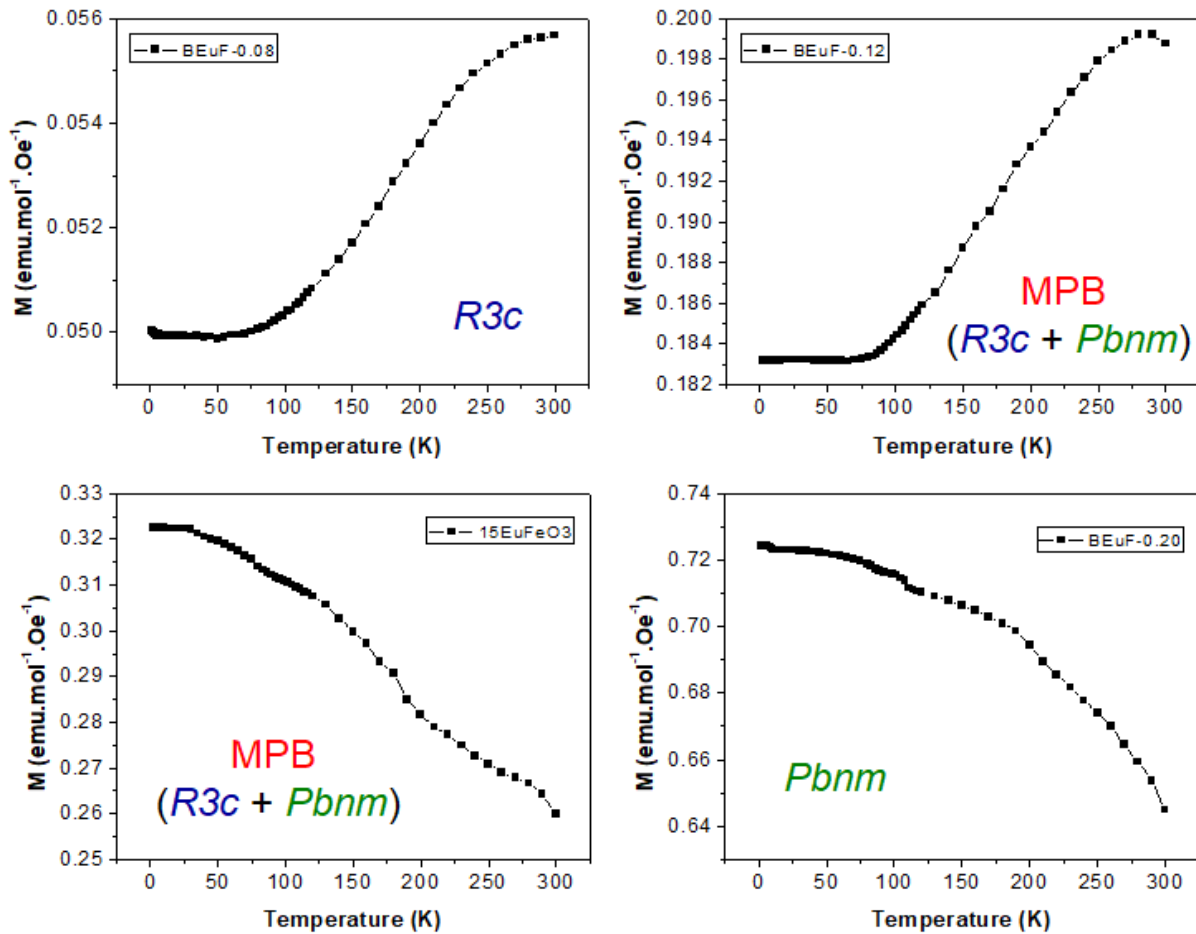 BEuF-0.08
R3c
M (emu.mol⁻¹.Oe⁻¹)
0.056
0.054
0.052
0.050
0 50 100 150 200 250 300
Temperature (K)
BEuF-0.12
MPB
(R3c + Pbnm)
M (emu.mol⁻¹.Oe⁻¹)
0.200
0.198
0.196
0.194
0.192
0.190
0.188
0.186
0.184
0.182
0 50 100 150 200 250 300
Temperature (K)
15EuFeO3
MPB
(R3c + Pbnm)
M (emu.mol⁻¹.Oe⁻¹)
0.33
0.32
0.31
0.30
0.29
0.28
0.27
0.26
0.25
0 50 100 150 200 250 300
Temperature (K)
BEuF-0.20
Pbnm
M (emu.mol⁻¹.Oe⁻¹)
0.74
0.72
0.70
0.68
0.66
0.64
0 50 100 150 200 250 300
Temperature (K)